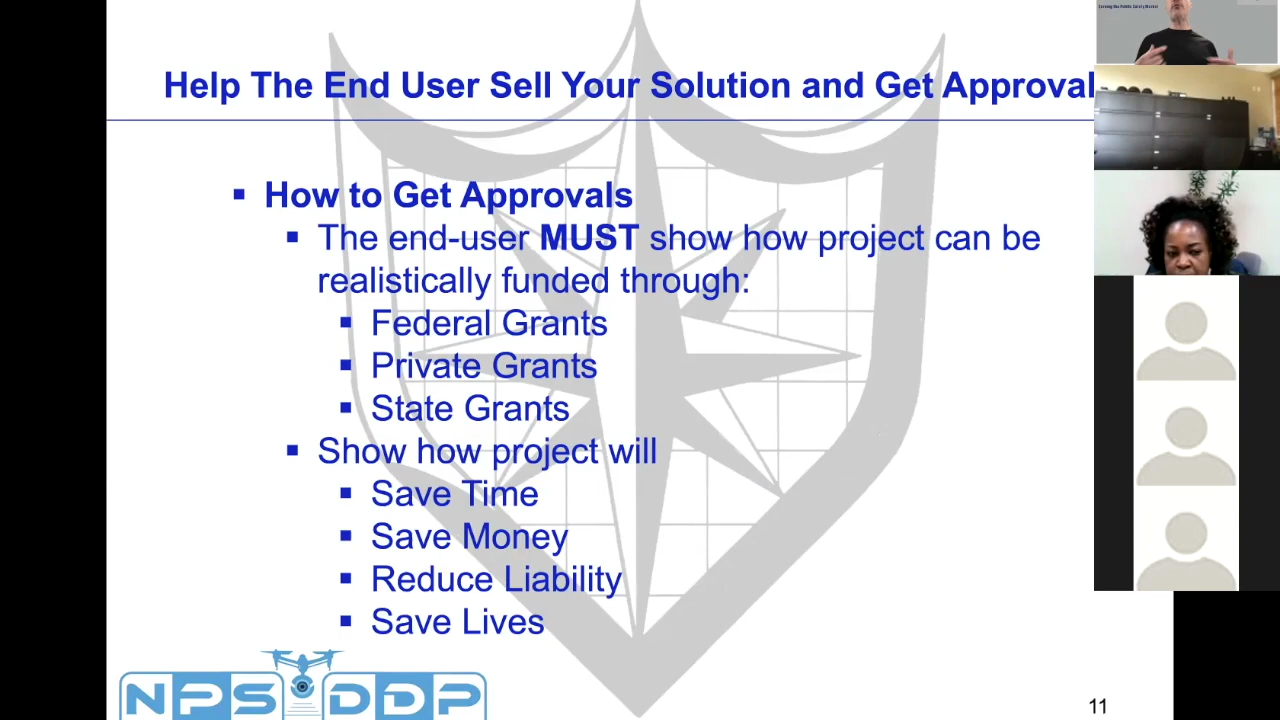 Help The End User Sell Your Solution and Get Approval
▪ How to Get Approvals
▪ The end-user MUST show how project can be
realistically funded through:
▪ Federal Grants
▪ Private Grants
▪ State Grants
▪ Show how project will
▪ Save Time
▪ Save Money
▪ Reduce Liability
▪ Save Lives
NPS DDP
11